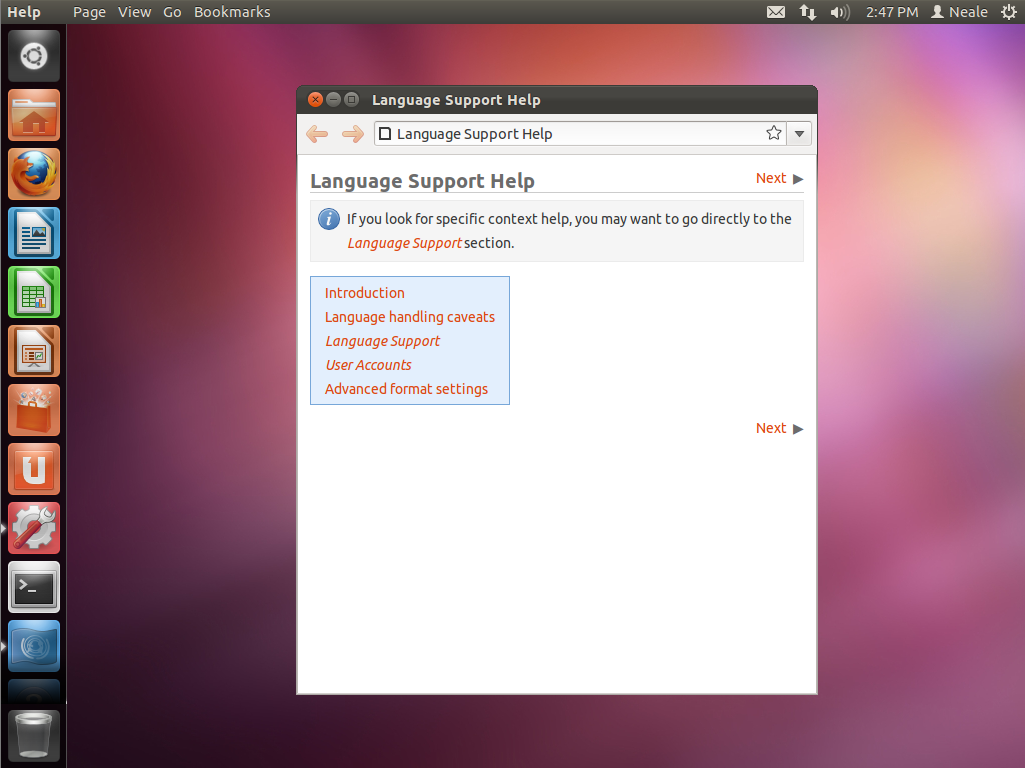 Help Page View Go Bookmarks 2:47 PM Neale
Language Support Help
Language Support Help
Language Support Help Next ▶
If you look for specific context help, you may want to go directly to the
Language Support section.
Introduction
Language handling caveats
Language Support
User Accounts
Advanced format settings
Next ▶